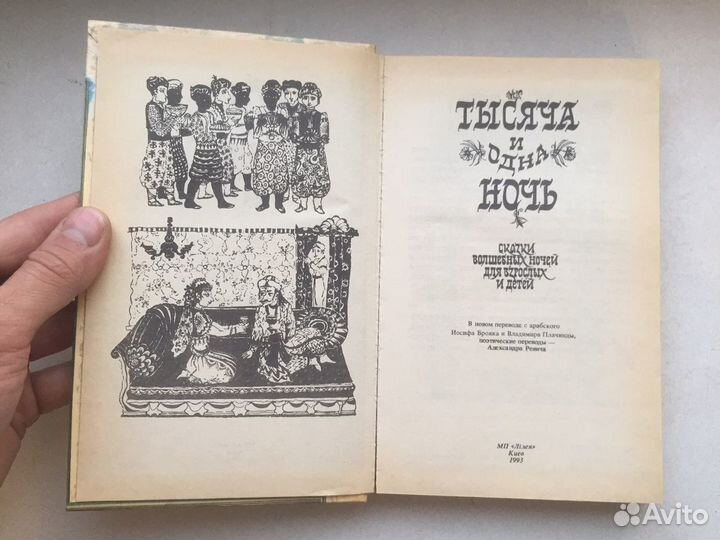 ТЫСЯЧА
И
ОДНА
НОЧЬ
СКАЗКИ
ВОЛШЕБНЫХ НОЧЕЙ
ДЛЯ ВЗРОСЛЫХ
И ДЕТЕЙ
В новом переводе с арабского
Иосифа Брояка и Владимира Плачинды,
поэтические переводы —
Александра Ревича
МП «Лілея»
Киев
1993
Avito